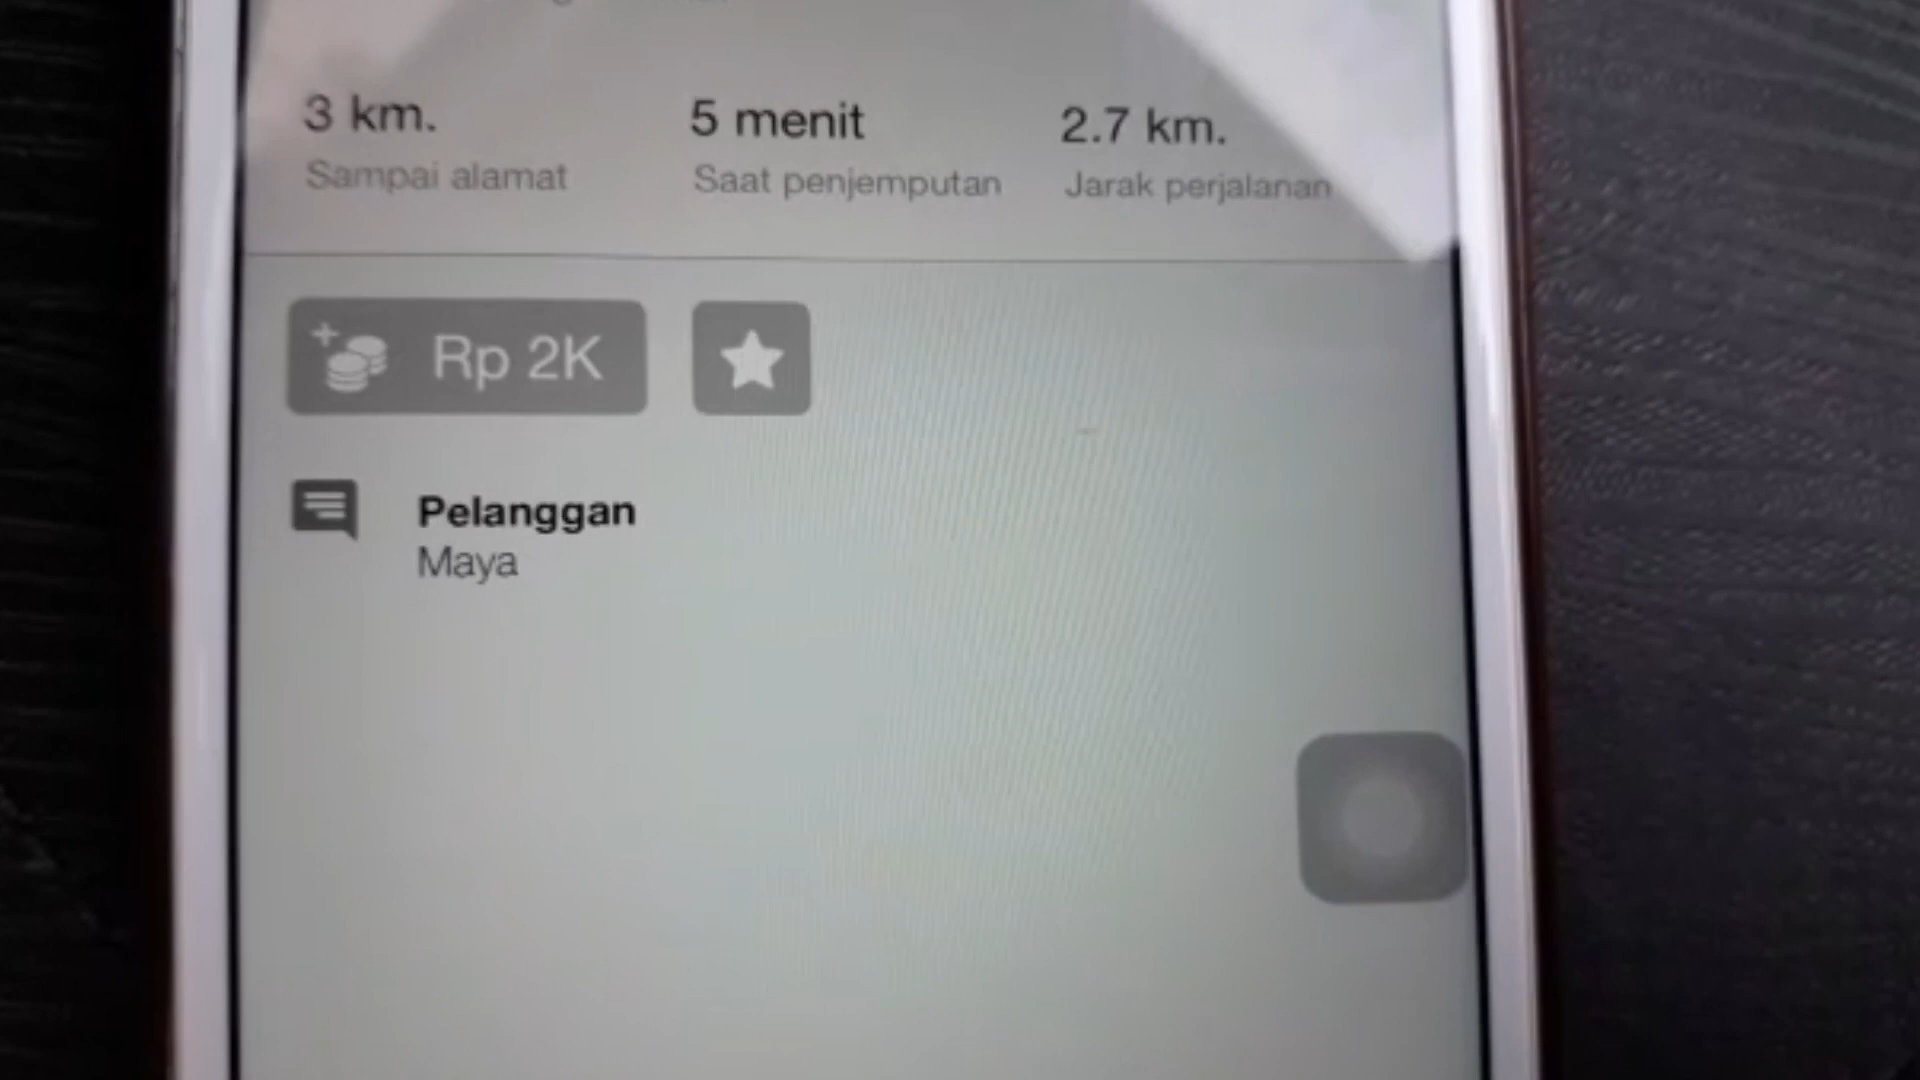 3 km.
Sampai alamat
5 menit
Saat penjemputan
2.7 km.
Jarak perjalanan
Rp 2K
Pelanggan
Maya